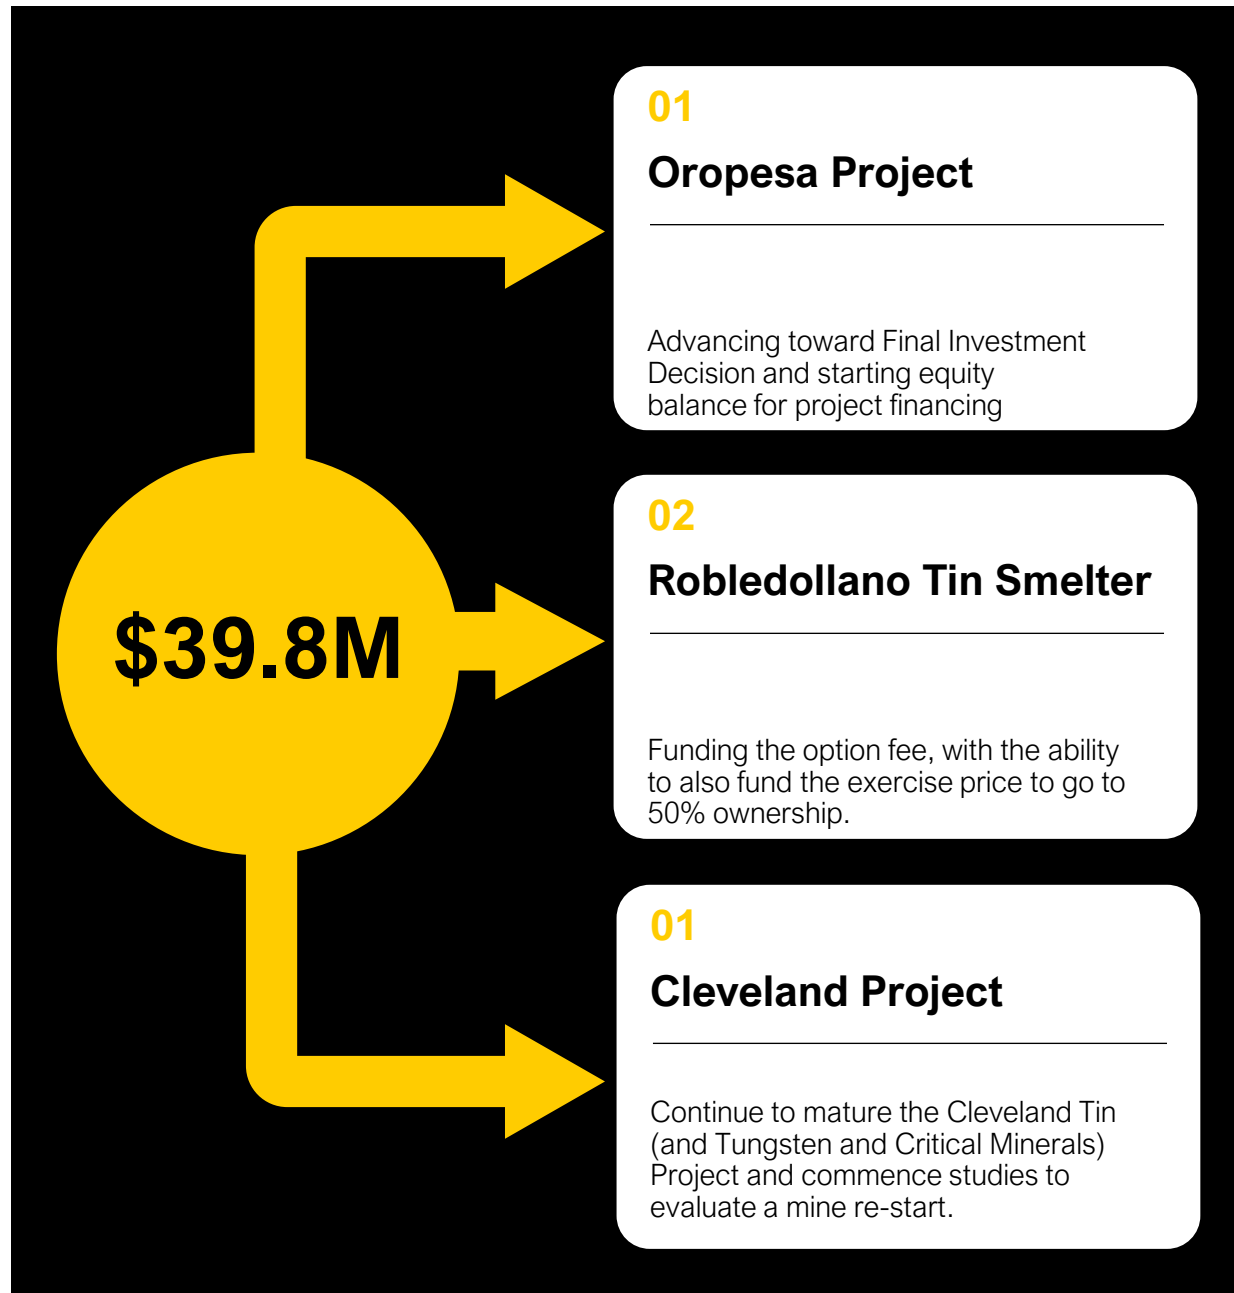 $39.8M
01
Oropesa Project
Advancing toward Final Investment
Decision and starting equity
balance for project financing
02
Robledollano Tin Smelter
Funding the option fee, with the ability
to also fund the exercise price to go to
50% ownership.
01
Cleveland Project
Continue to mature the Cleveland Tin
(and Tungsten and Critical Minerals)
Project and commence studies to
evaluate a mine re-start.